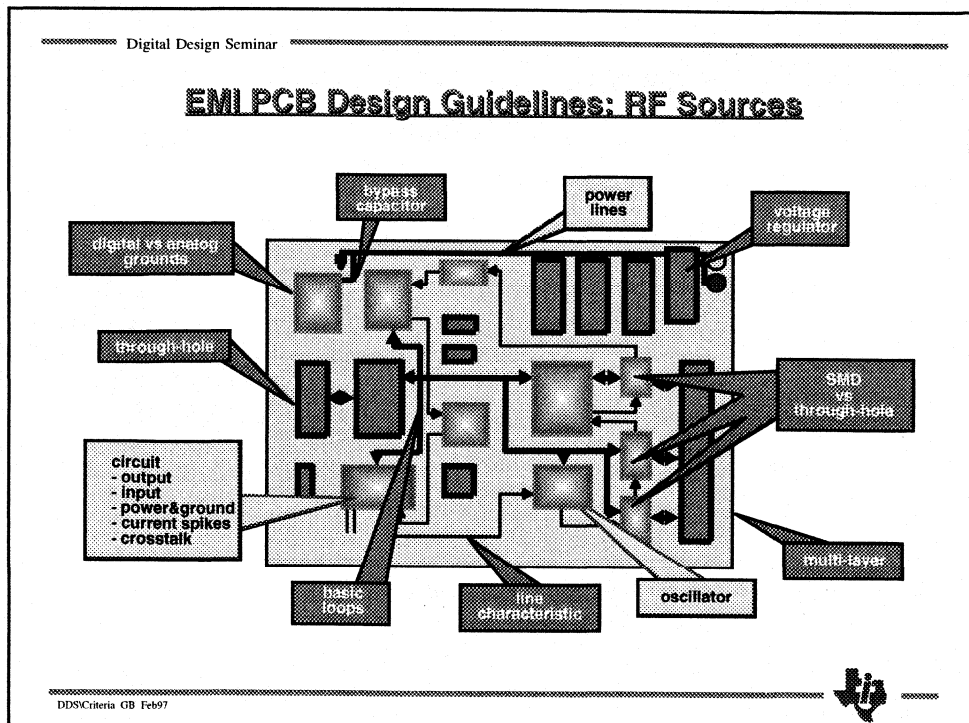 Digital Design Seminar
EMI PCB Design Guidelines: RF Sources
bypass
capacitor
power
lines
voltage
regulator
digital vs analog
grounds
through-hole
SMD
vs
through-hole
circuit
- output
- input
- power&ground
- current spikes
- crosstalk
multi-layer
basic
loops
line
characteristic
oscillator
DDS\Criteria GB Feb97
ti